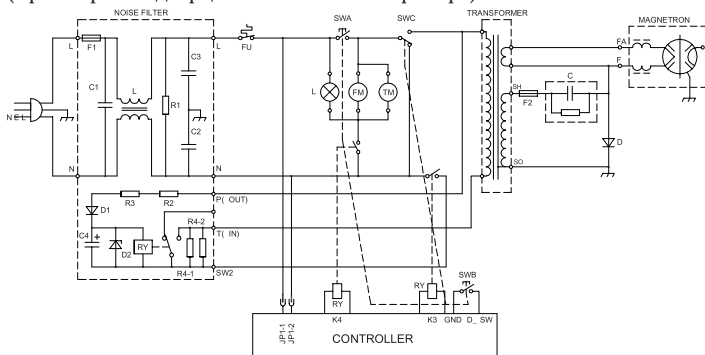 NOISE FILTER
SWA
SWC
TRANSFORMER
MAGNETRON
L
F1
L
FU
FA
C3
F
C1
L
R1
L
FM
TM
SH
C
F2
N E L
C2
D
N
N
SO
R3
R2
P( OUT)
D1
R4-2
C4
+
T( IN)
D2
RY
R4-1
SW2
SWB
RY
RY
JP1-1
JP1-2
K4
K3
GND
D_ SW
CONTROLLER